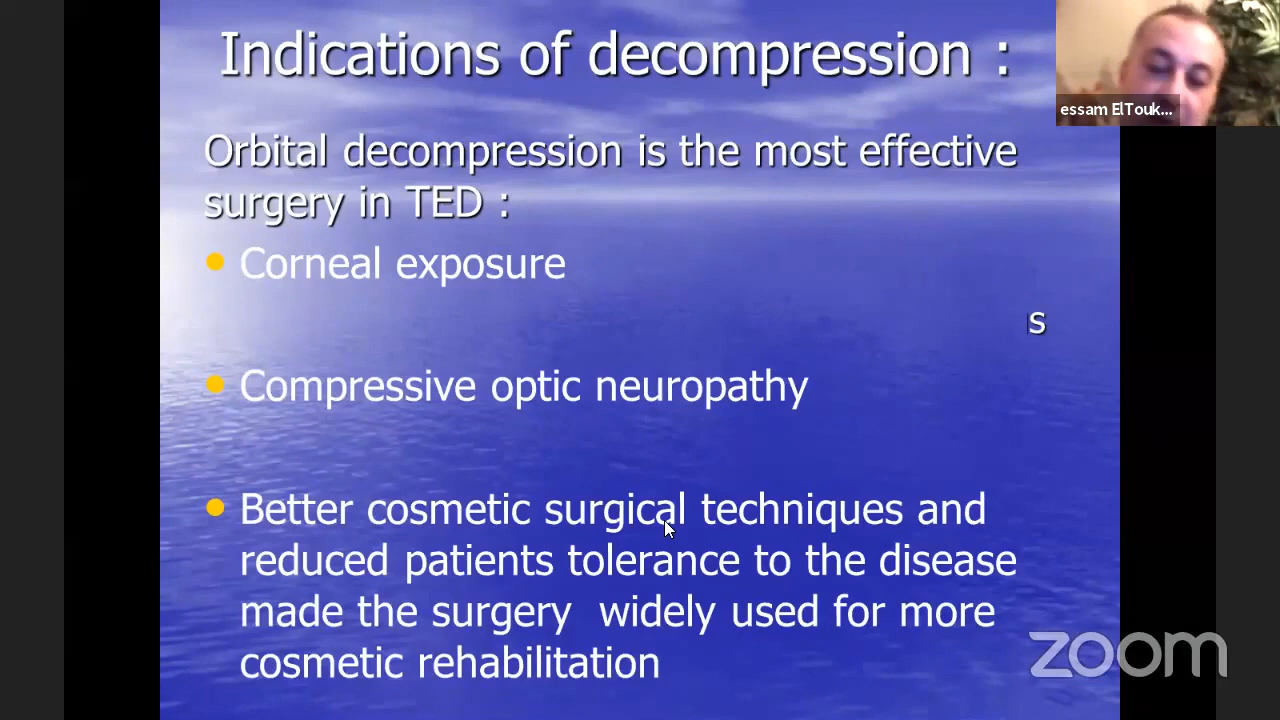 Indications of decompression :
essam ElTouk...
Orbital decompression is the most effective
surgery in TED :
• Corneal exposure
s
• Compressive optic neuropathy
• Better cosmetic surgical techniques and
reduced patients tolerance to the disease
made the surgery widely used for more
cosmetic rehabilitation
zoom